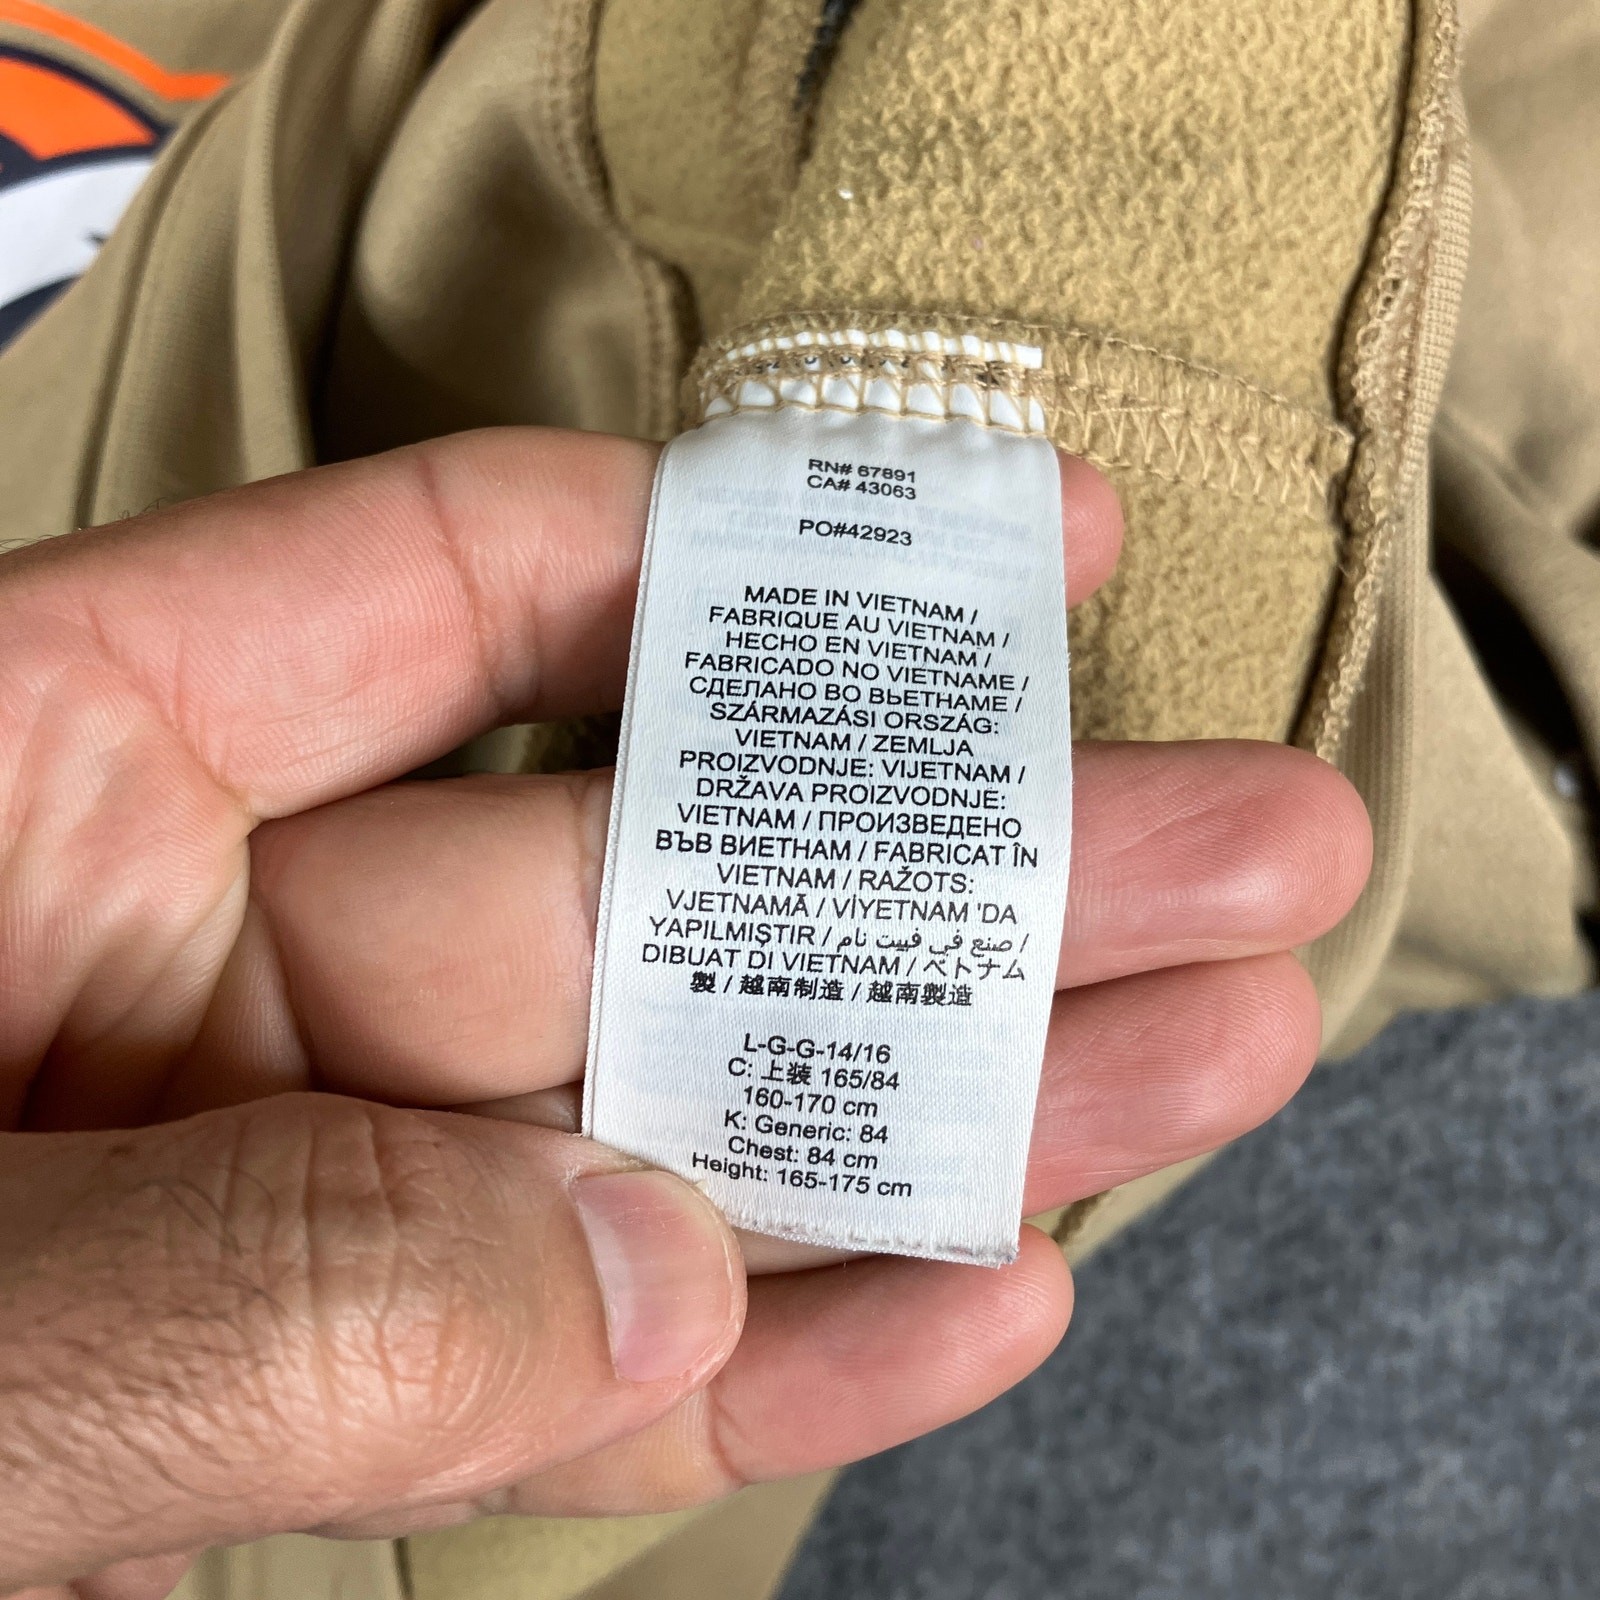 RN# 67891
CA# 43063
PO#42923
MADE IN VIETNAM /
FABRIQUE AU VIETNAM /
HECHO EN VIETNAM /
FABRICADO NO VIETNAME /
СДЕЛАНО ВО ВЬЕТНАМЕ /
SZÁRMAZÁSI ORSZÁG:
VIETNAM / ZEMLJA
PROIZVODNJE: VIJETNAM /
DRŽAVA PROIZVODNJE:
VIETNAM / ПРОИЗВЕДЕНО
ВЪВ ВИЕТНАМ / FABRICAT ÎN
VIETNAM / RAŽOTS:
VJETNAMĀ / VİYETNAM 'DA
YAPILMIŞTIR / صنع في فييت نام /
DIBUAT DI VIETNAM / ベトナム
製 / 越南制造 / 越南製造
L-G-G-14/16
C: 上装 165/84
160-170 cm
K: Generic: 84
Chest: 84 cm
Height: 165-175 cm